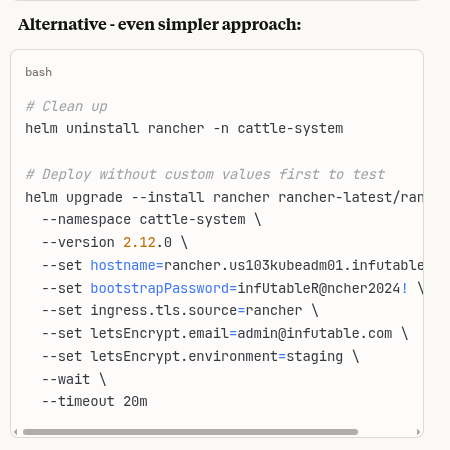 Alternative - even simpler approach:
bash
# Clean up
helm uninstall rancher -n cattle-system
# Deploy without custom values first to test
helm upgrade --install rancher rancher-latest/ran
--namespace cattle-system \
--version 2.12.0 \
--set hostname=rancher.us103kubeadm01.infutable
--set bootstrapPassword=infUtableR@ncher2024! \
--set ingress.tls.source=rancher \
--set letsEncrypt.email=admin@infutable.com \
--set letsEncrypt.environment=staging \
--wait \
--timeout 20m